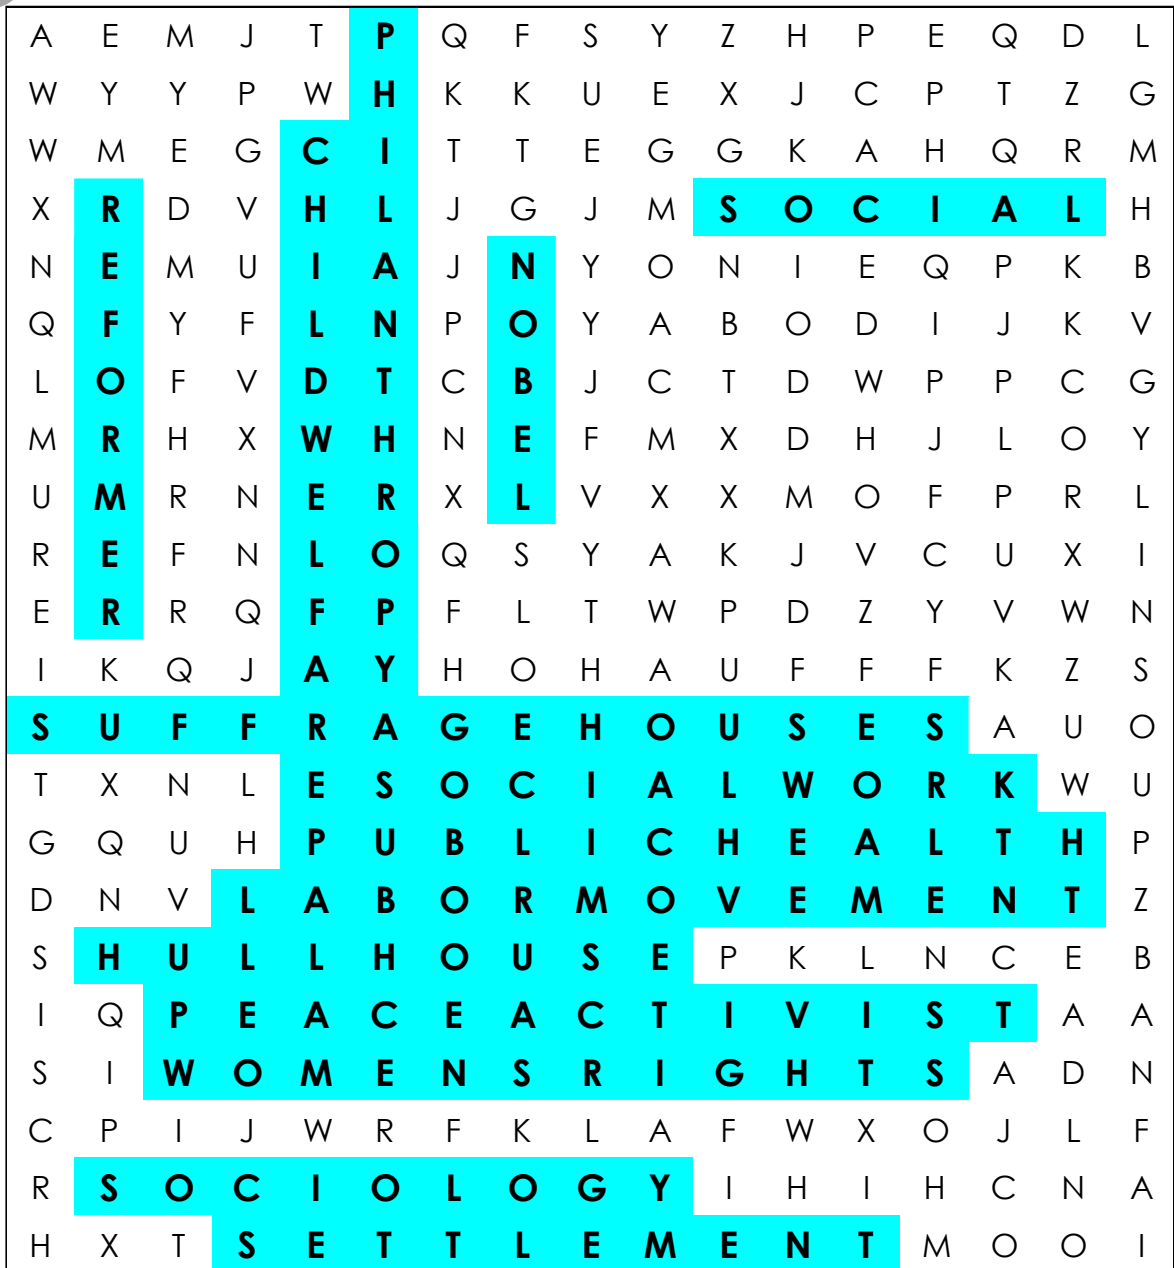 A E M J T P Q F S Y Z H P E Q D L
W Y Y P W H K K U E X J C P T Z G
W M E G C I T T E G G K A H Q R M
X R D V H L J G J M S O C I A L H
N E M U I A J N Y O N I E Q P K B
Q F Y F L N P O Y A B O D I J K V
L O F V D T C B J C T D W P P C G
M R H X W H N E F M X D H J L O Y
U M R N E R X L V X X M O F P R L
R E F N L O Q S Y A K J V C U X I
E R R Q F P F L T W P D Z Y V W N
I K Q J A Y H O H A U F F F K Z S
S U F F R A G E H O U S E S A U O
T X N L E S O C I A L W O R K W U
G Q U H P U B L I C H E A L T H P
D N V L A B O R M O V E M E N T Z
S H U L L H O U S E P K L N C E B
I Q P E A C E A C T I V I S T A A
S I W O M E N S R I G H T S A D N
C P I J W R F K L A F W X O J L F
R S O C I O L O G Y I H I H C N A
H X T S E T T L E M E N T M O O I